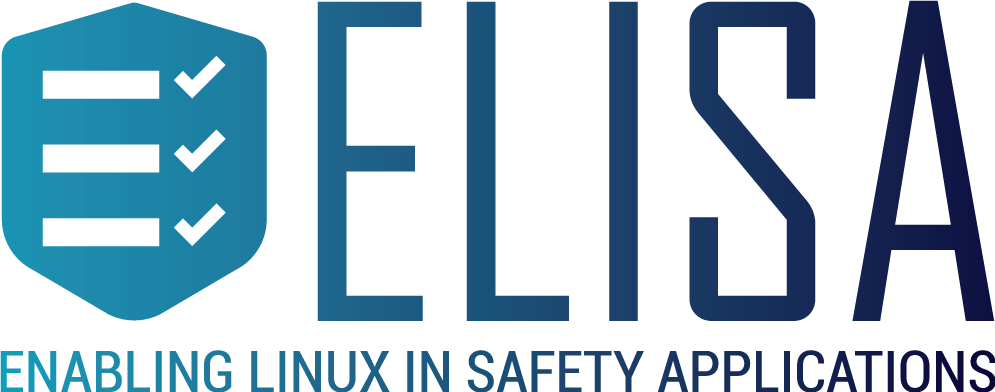 ELISA
ENABLING LINUX IN SAFETY APPLICATIONS